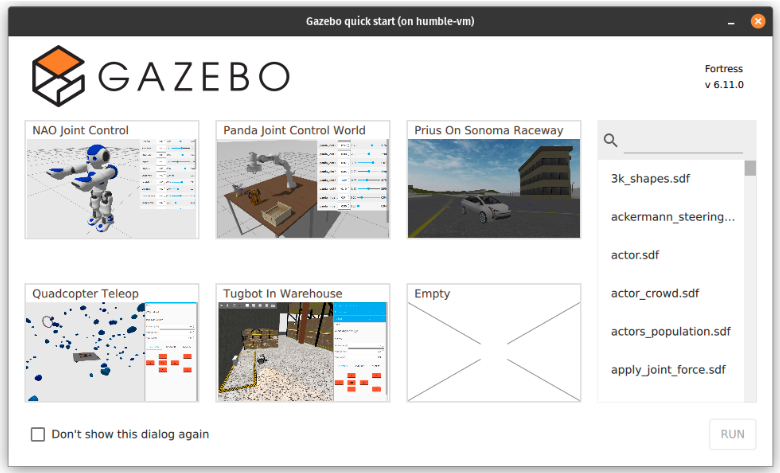 Gazebo quick start (on humble-vm)
GAZEBO
Fortress
v 6.11.0
NAO Joint Control
Panda Joint Control World
Prius On Sonoma Raceway
3k_shapes.sdf
ackermann_steering...
actor.sdf
actor_crowd.sdf
actors_population.sdf
apply_joint_force.sdf
Quadcopter Teleop
Tugbot In Warehouse
Empty
Don't show this dialog again
RUN